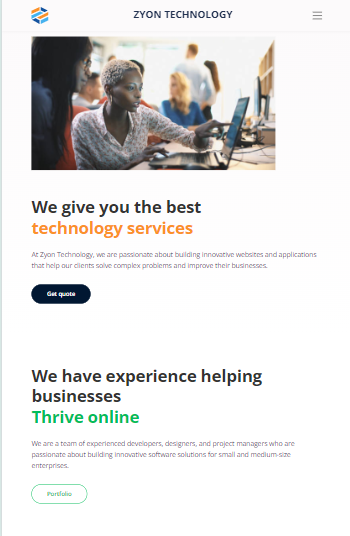 ZYON TECHNOLOGY
We give you the best
technology services
At Zyon Technology, we are passionate about building innovative websites and applications
that help our clients solve complex problems and improve their businesses.
Get quote
We have experience helping
businesses
Thrive online
We are a team of experienced developers, designers, and project managers who are
passionate about building innovative software solutions for small and medium-size
enterprises.
Portfolio